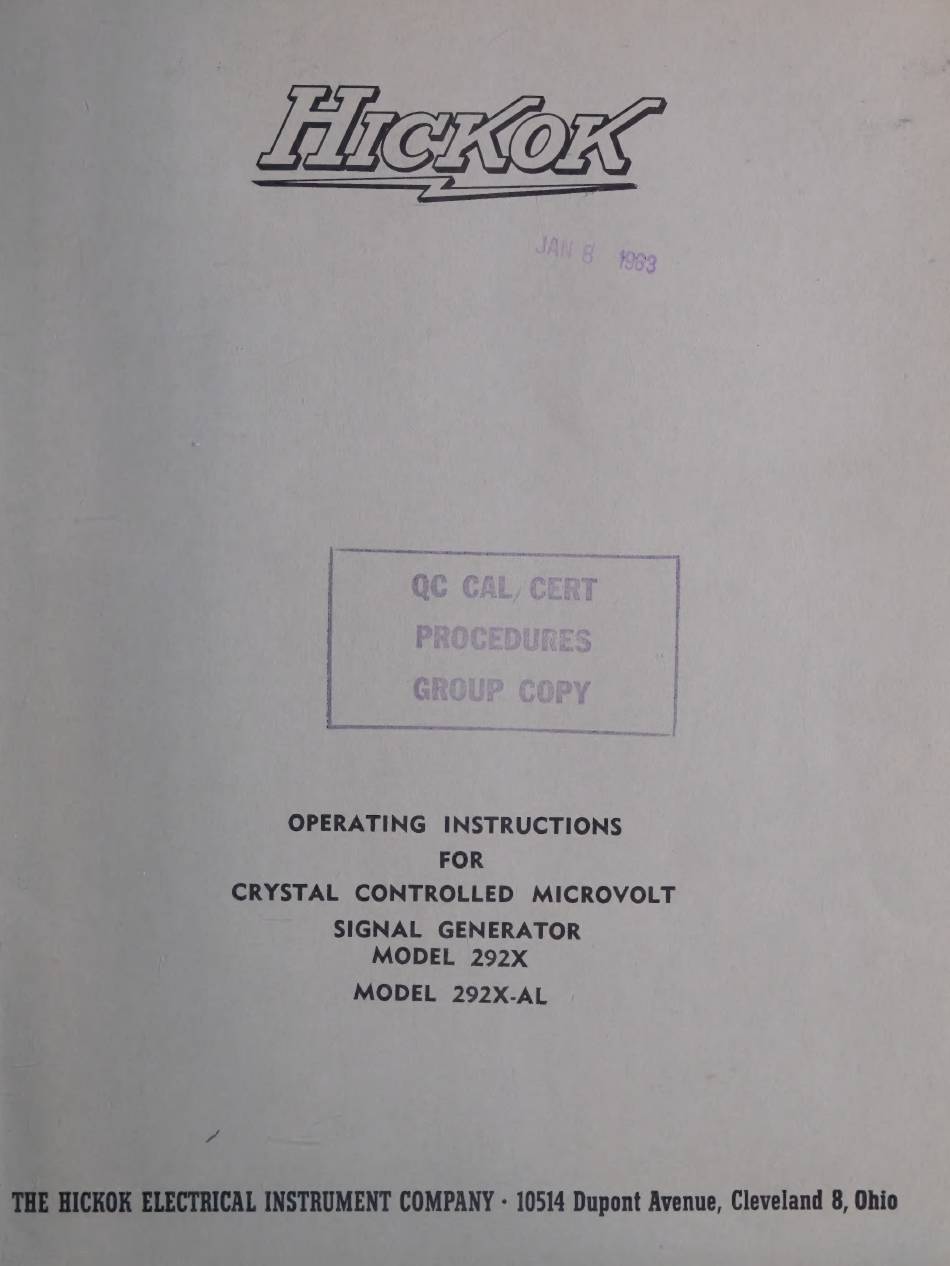 HICKOK
JAN 8 1963
QC CAL/CERT
PROCEDURES
GROUP COPY
OPERATING INSTRUCTIONS
FOR
CRYSTAL CONTROLLED MICROVOLT
SIGNAL GENERATOR
MODEL 292X
MODEL 292X-AL
THE HICKOK ELECTRICAL INSTRUMENT COMPANY · 10514 Dupont Avenue, Cleveland 8, Ohio